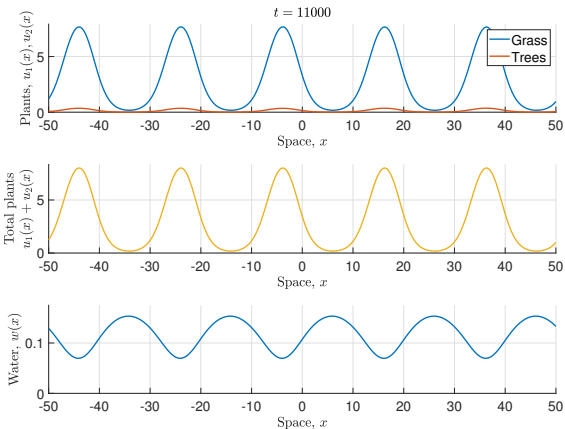 t = 11000
Plants, u₁(x), u₂(x)
5
0
Grass
Trees
-50 -40 -30 -20 -10 0 10 20 30 40 50
Space, x
Total plants
u₁(x) + u₂(x)
5
0
-50 -40 -30 -20 -10 0 10 20 30 40 50
Space, x
Water, w(x)
0.1
0
-50 -40 -30 -20 -10 0 10 20 30 40 50
Space, x